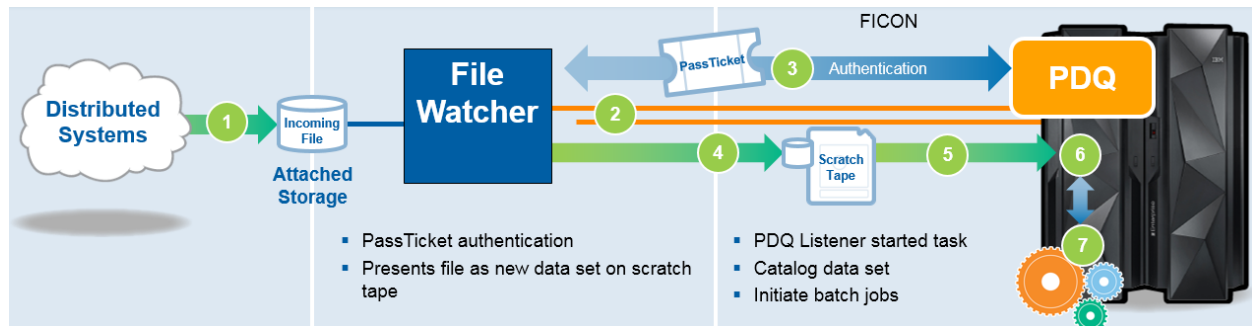 FICON
Distributed
Systems
1
Incoming
File
Attached
Storage
File
Watcher
PassTicket
3
Authentication
PDQ
IBM
2
4
Scratch
Tape
5
6
7
▪ PassTicket authentication
▪ Presents file as new data set on scratch
tape
▪ PDQ Listener started task
▪ Catalog data set
▪ Initiate batch jobs